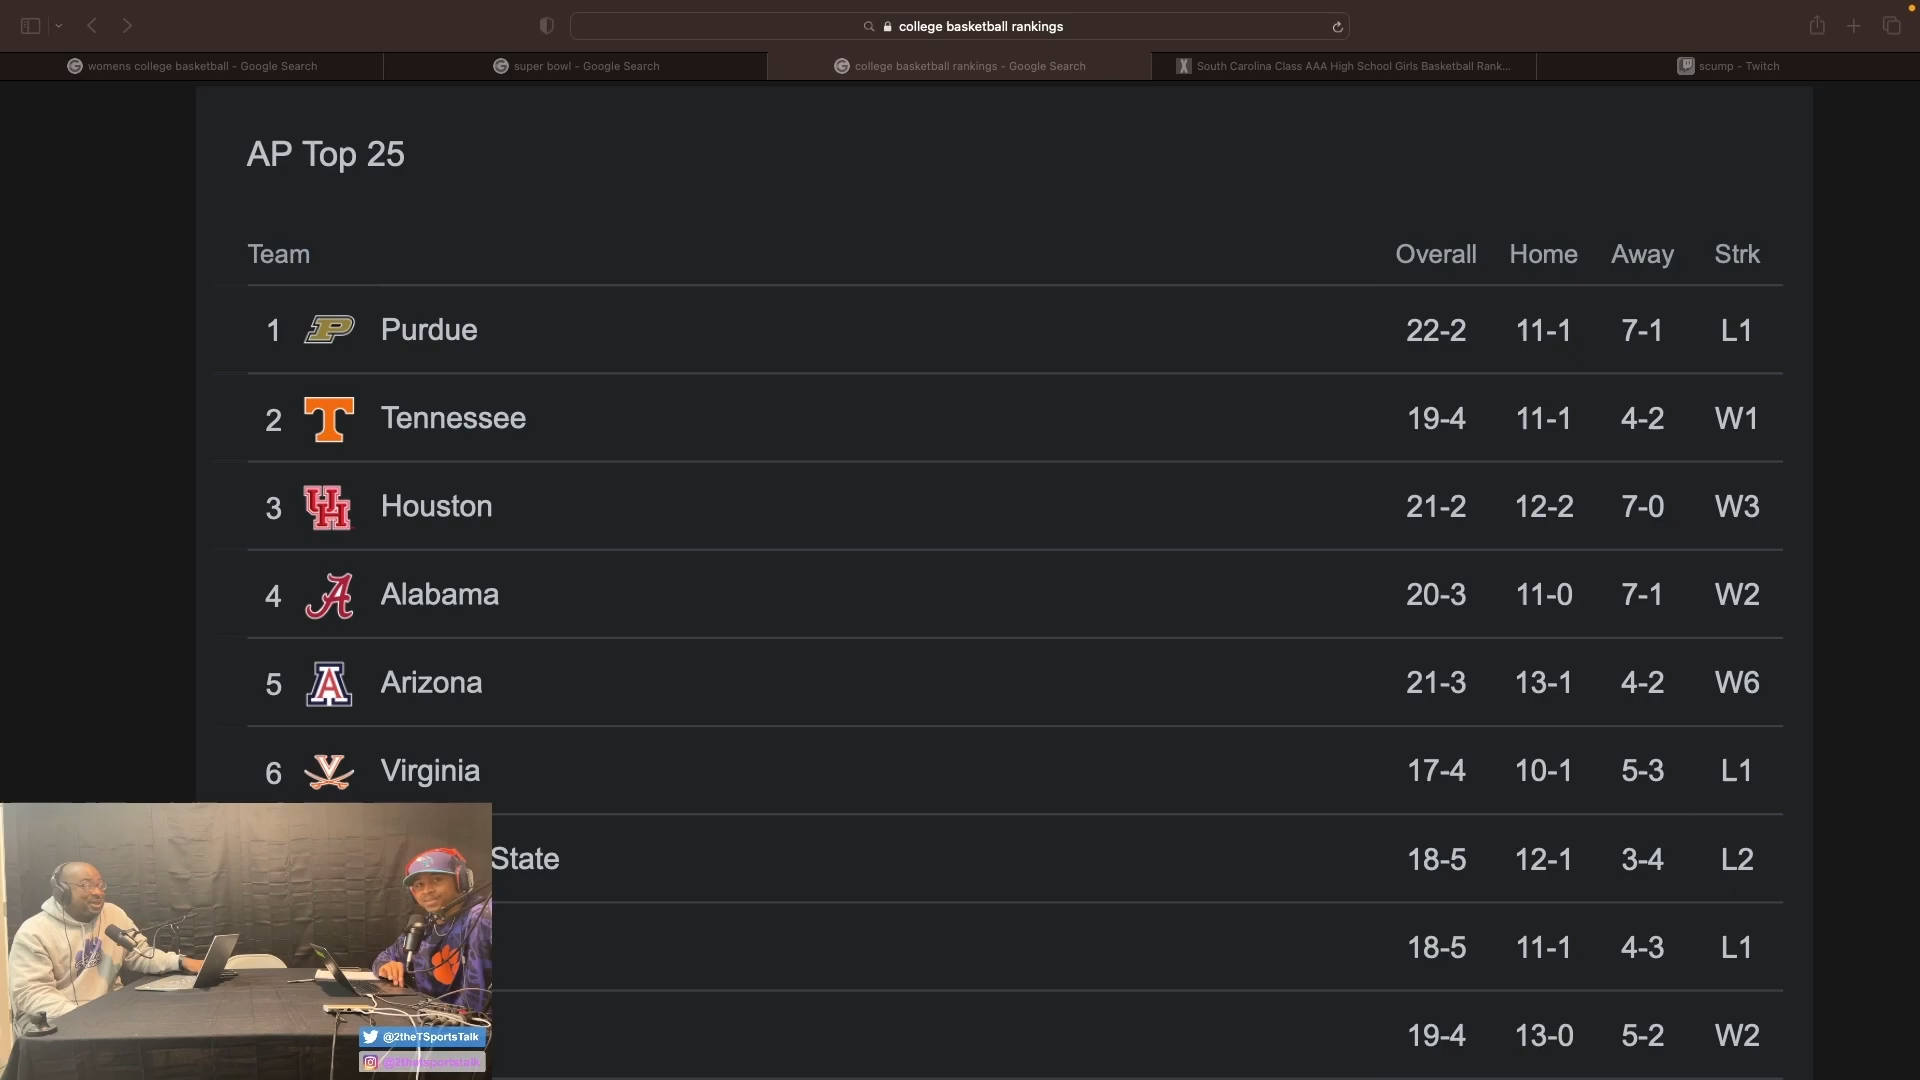 college basketball rankings
womens college basketball - Google Search
super bowl - Google Search
college basketball rankings - Google Search
South Carolina Class AAA High School Girls Basketball Rank...
scump - Twitch
AP Top 25
Team Overall Home Away Strk
1 Purdue 22-2 11-1 7-1 L1
2 Tennessee 19-4 11-1 4-2 W1
3 Houston 21-2 12-2 7-0 W3
4 Alabama 20-3 11-0 7-1 W2
5 Arizona 21-3 13-1 4-2 W6
6 Virginia 17-4 10-1 5-3 L1
State 18-5 12-1 3-4 L2
18-5 11-1 4-3 L1
19-4 13-0 5-2 W2
@2theTSportsTalk
@2thetsportstalk